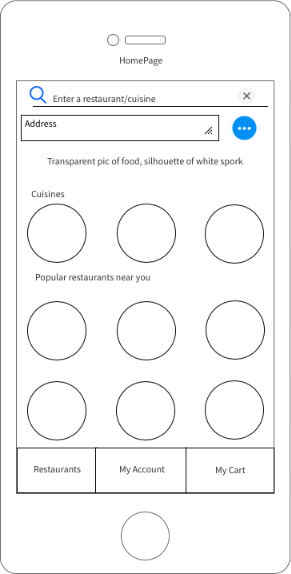 HomePage
Enter a restaurant/cuisine
Address
Transparent pic of food, silhouette of white spork
Cuisines
Popular restaurants near you
Restaurants
My Account
My Cart